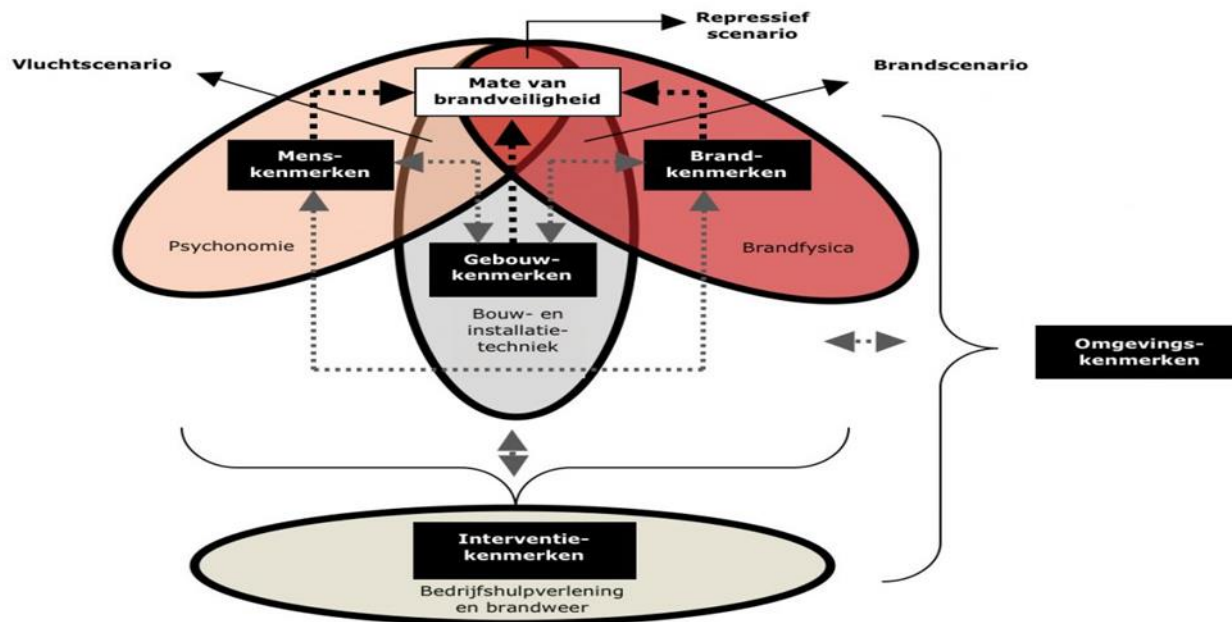 Repressief
scenario
Vluchtscenario
Brandscenario
Mate van
brandveiligheid
Mens-
kenmerken
Brand-
kenmerken
Psychonomie
Brandfysica
Gebouw-
kenmerken
Bouw- en
installatie-
techniek
Omgevings-
kenmerken
Interventie-
kenmerken
Bedrijfshulpverlening
en brandweer